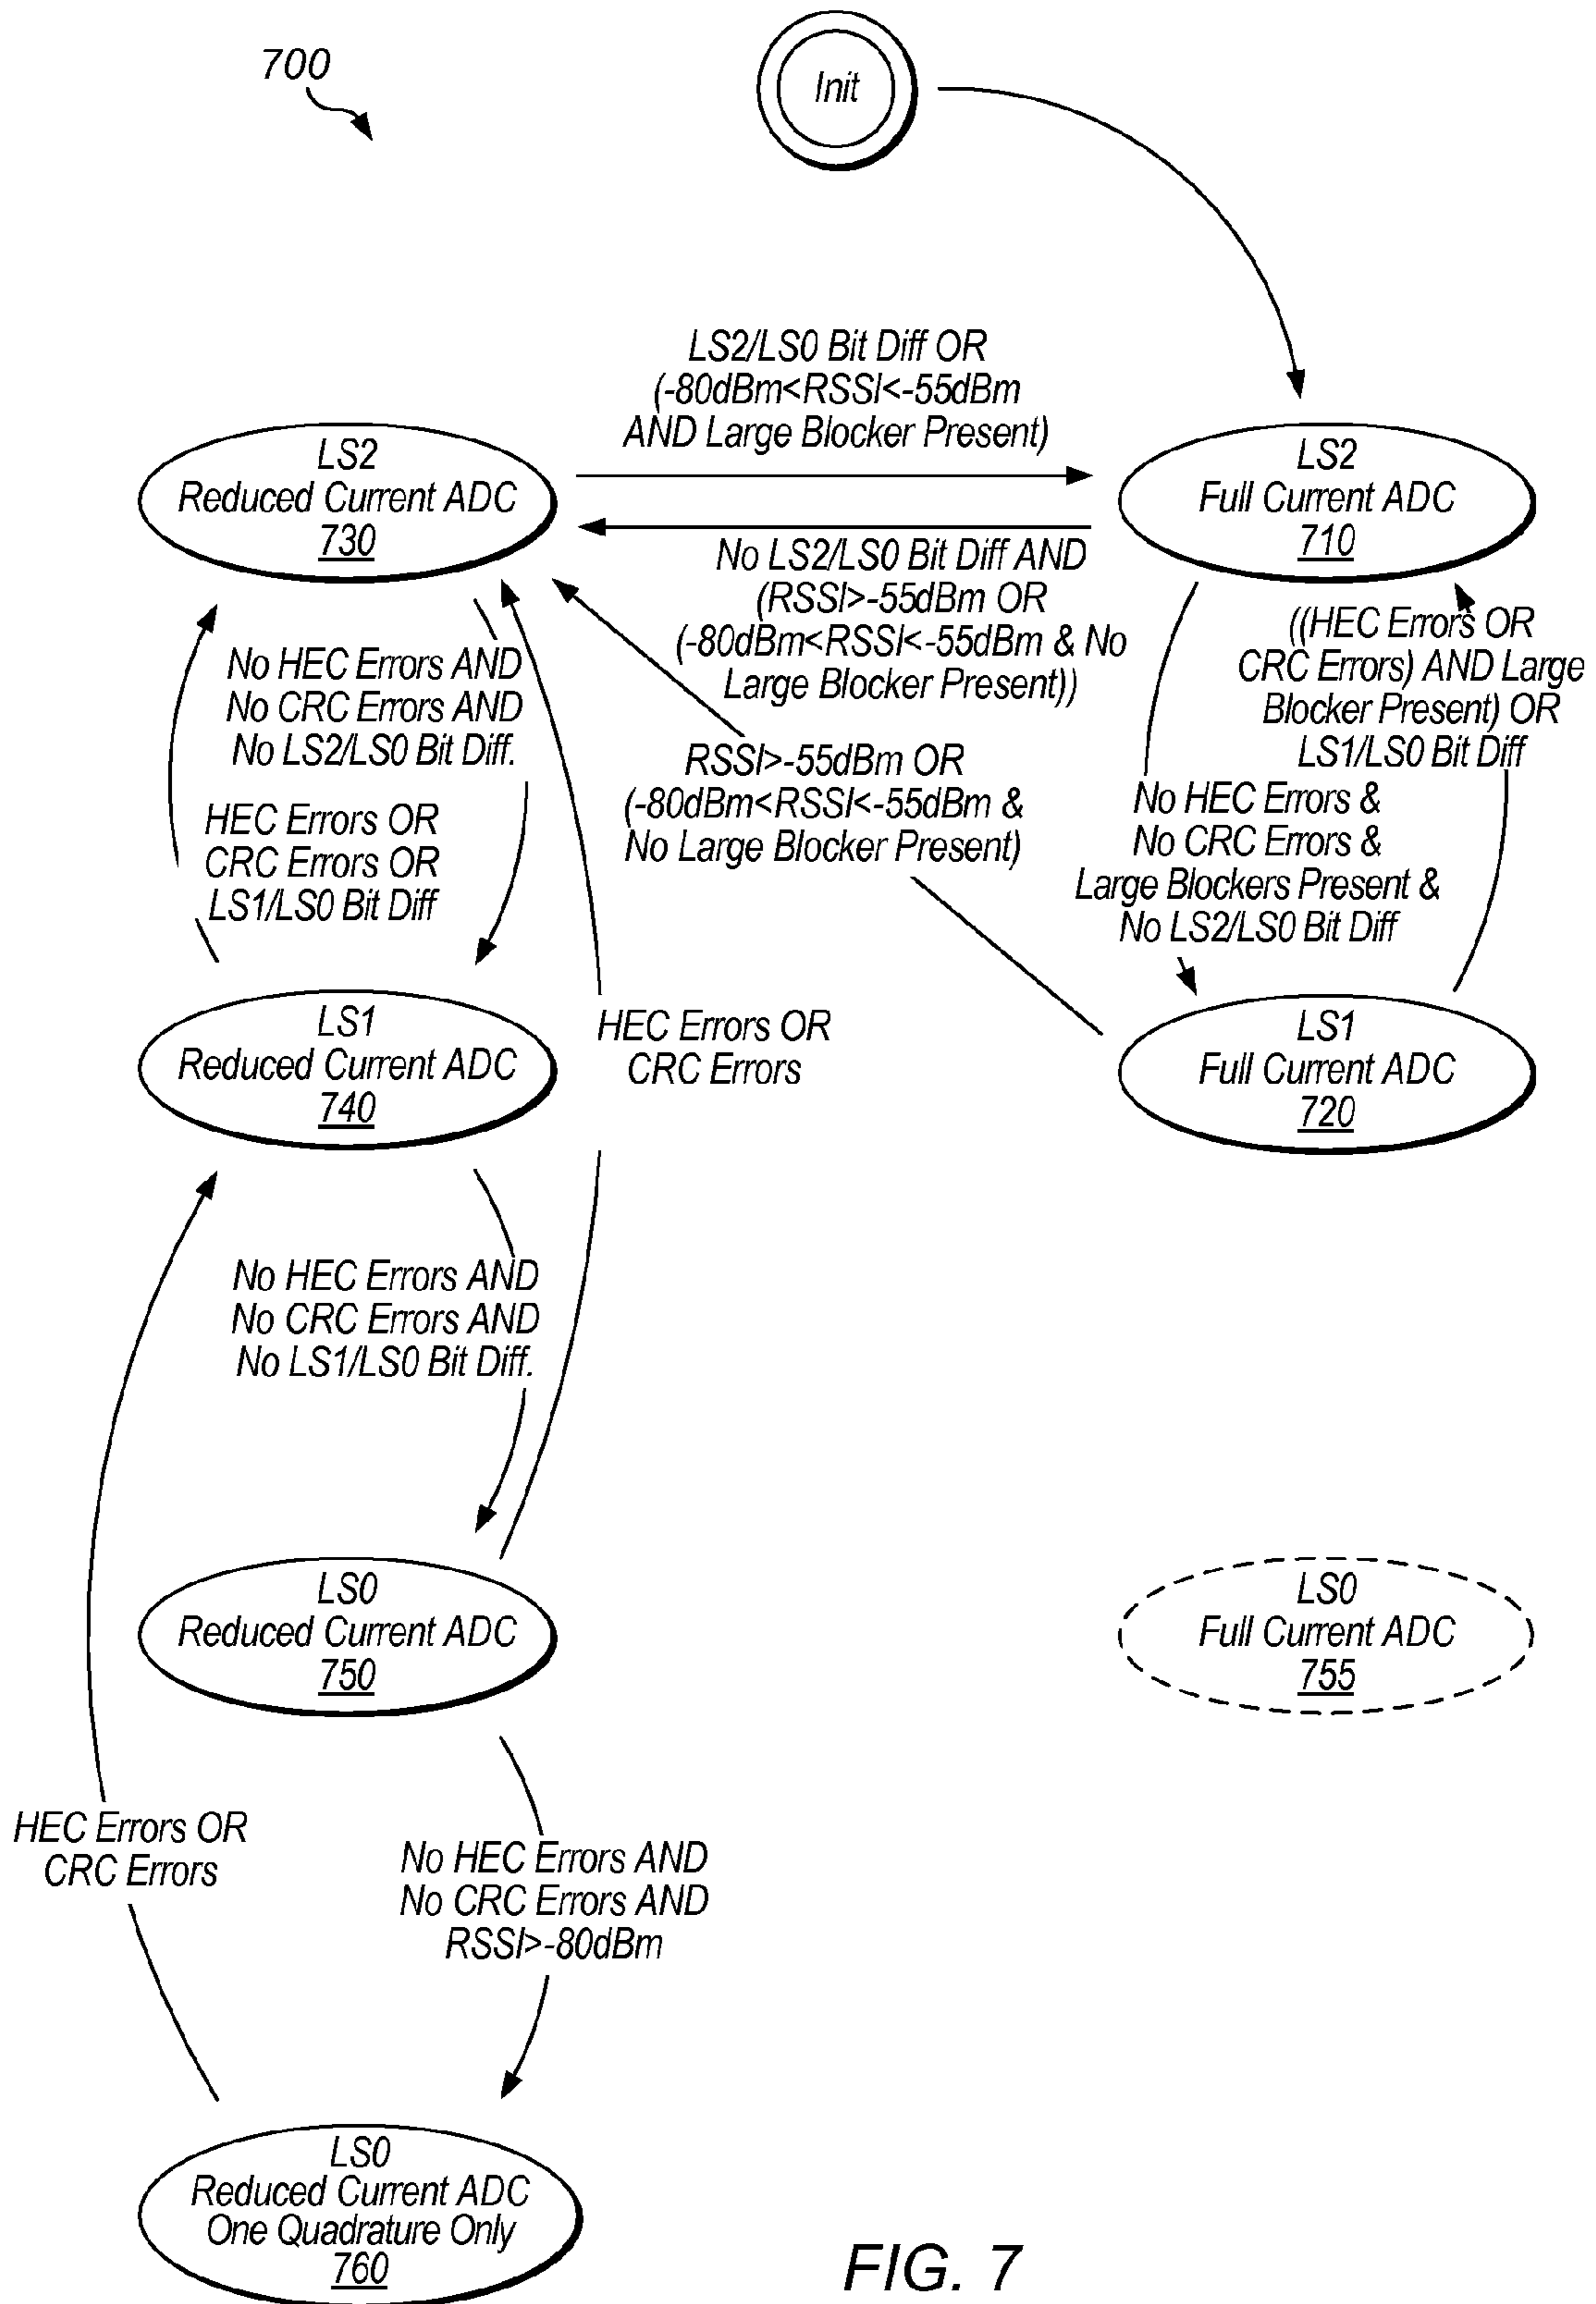 700
Init
LS2/LS0 Bit Diff OR
(-80dBm<RSSI<-55dBm
AND Large Blocker Present)
LS2
Reduced Current ADC
730
LS2
Full Current ADC
710
No LS2/LS0 Bit Diff AND
(RSSI>-55dBm OR
(-80dBm<RSSI<-55dBm & No
Large Blocker Present))
((HEC Errors OR
CRC Errors) AND Large
Blocker Present) OR
LS1/LS0 Bit Diff
No HEC Errors AND
No CRC Errors AND
No LS2/LS0 Bit Diff.
HEC Errors OR
CRC Errors OR
LS1/LS0 Bit Diff
RSSI>-55dBm OR
(-80dBm<RSSI<-55dBm &
No Large Blocker Present)
No HEC Errors &
No CRC Errors &
Large Blockers Present &
No LS2/LS0 Bit Diff
LS1
Reduced Current ADC
740
HEC Errors OR
CRC Errors
LS1
Full Current ADC
720
No HEC Errors AND
No CRC Errors AND
No LS1/LS0 Bit Diff.
LS0
Reduced Current ADC
750
LS0
Full Current ADC
755
HEC Errors OR
CRC Errors
No HEC Errors AND
No CRC Errors AND
RSSI>-80dBm
LS0
Reduced Current ADC
One Quadrature Only
760
FIG. 7